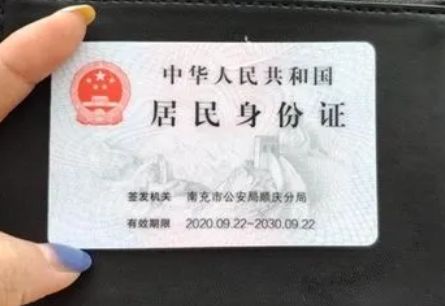 中华人民共和国
居民身份证
签发机关 南充市公安局顺庆分局
有效期限 2020.09.22-2030.09.22